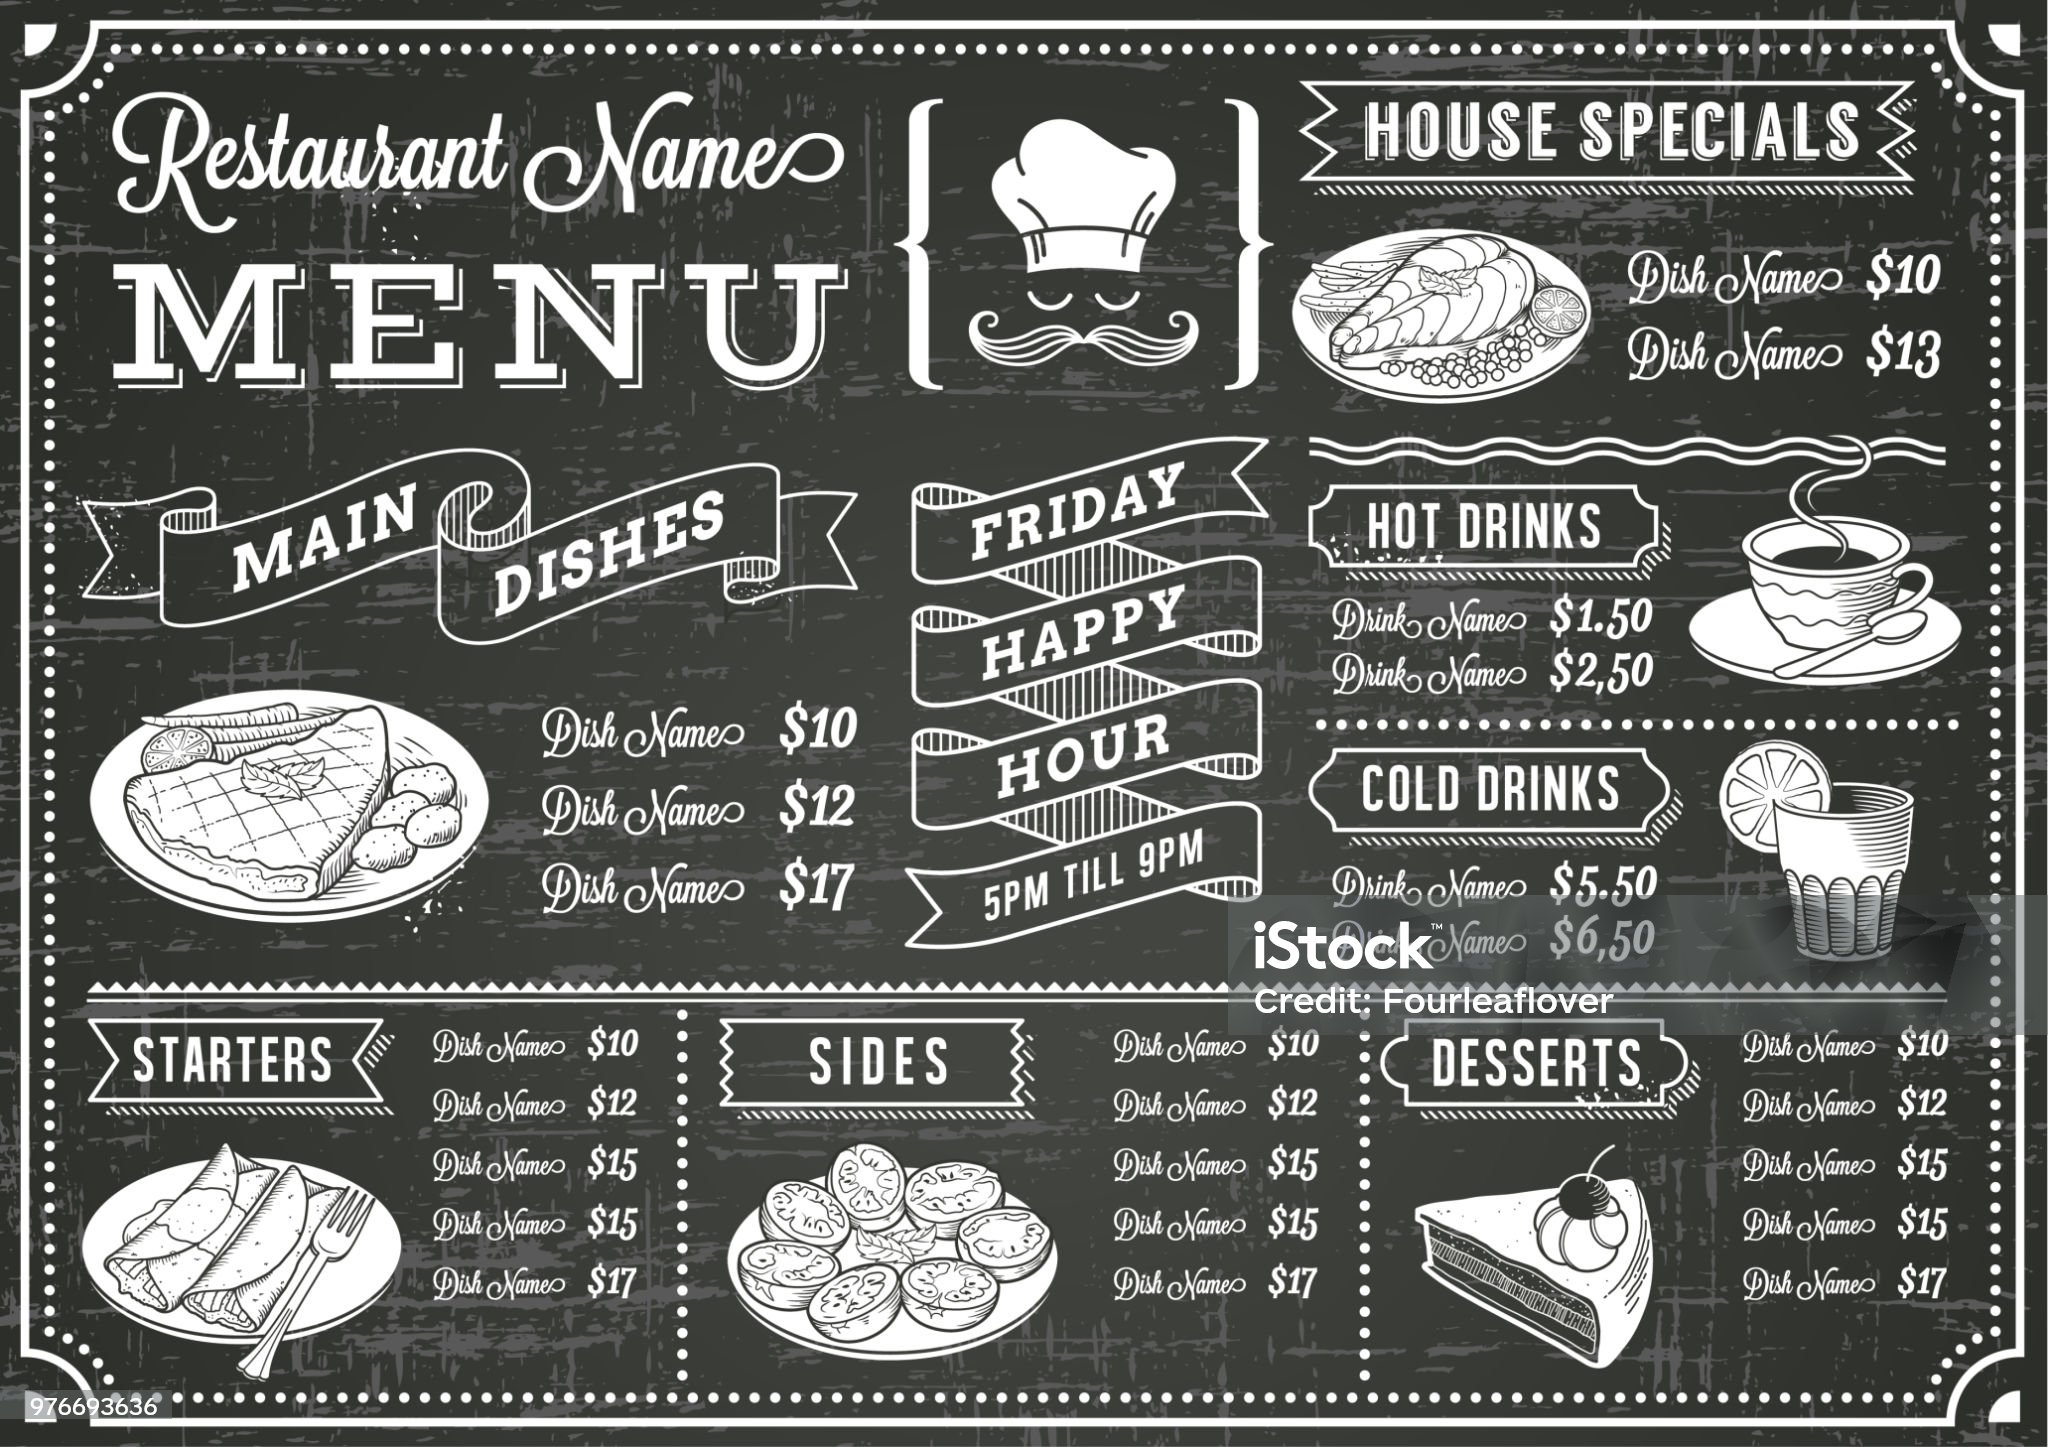 Restaurant Name
MENU
HOUSE SPECIALS
Dish Name $10
Dish Name $13
MAIN
DISHES
Dish Name $10
Dish Name $12
Dish Name $17
FRIDAY
HAPPY
HOUR
5PM TILL 9PM
HOT DRINKS
Drink Name $1.50
Drink Name $2,50
COLD DRINKS
Drink Name $5.50
Drink Name $6,50
iStock™
Credit: Fourleaflover
STARTERS
Dish Name $10
Dish Name $12
Dish Name $15
Dish Name $15
Dish Name $17
SIDES
Dish Name $10
Dish Name $12
Dish Name $15
Dish Name $15
Dish Name $17
DESSERTS
Dish Name $10
Dish Name $12
Dish Name $15
Dish Name $15
Dish Name $17
976693636